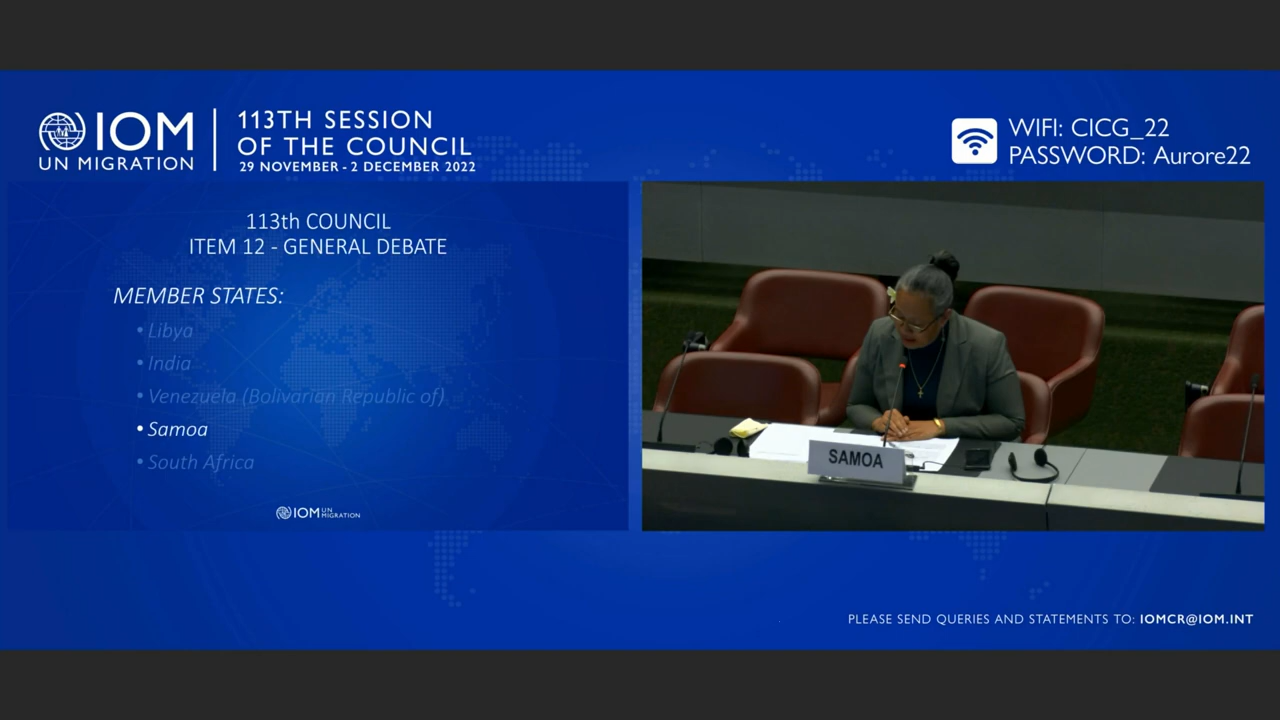 IOM
UN MIGRATION
113TH SESSION
OF THE COUNCIL
29 NOVEMBER - 2 DECEMBER 2022
WIFI: CICG_22
PASSWORD: Aurore22
113th COUNCIL
ITEM 12 - GENERAL DEBATE
MEMBER STATES:
• Libya
• India
• Venezuela (Bolivarian Republic of)
• Samoa
• South Africa
IOM UN
MIGRATION
SAMOA
PLEASE SEND QUERIES AND STATEMENTS TO: IOMCR@IOM.INT